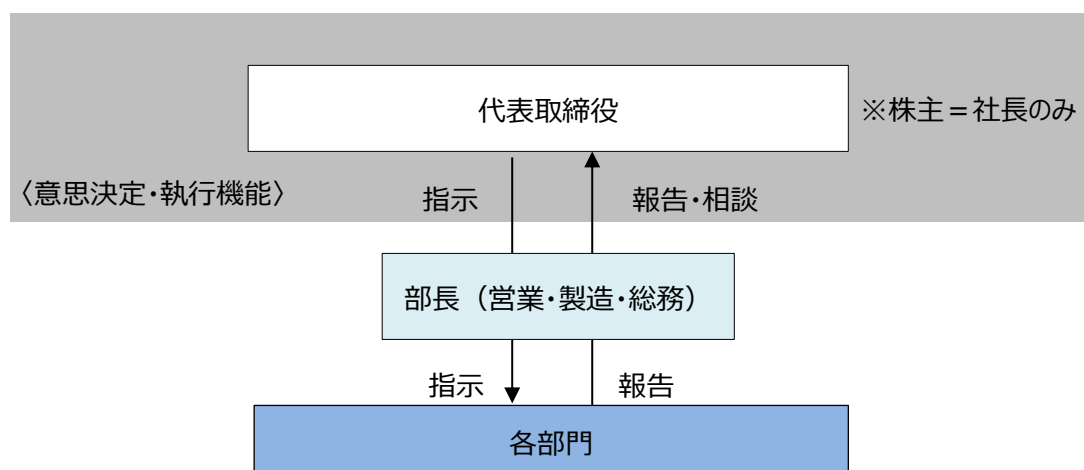 代表取締役
※株主＝社長のみ
〈意思決定・執行機能〉
指示
報告・相談
部長（営業・製造・総務）
指示
報告
各部門